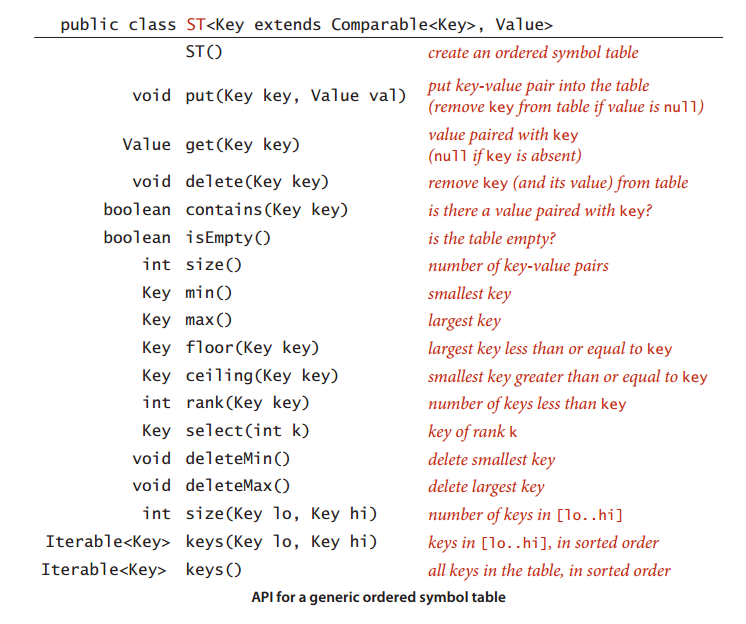 public class ST<Key extends Comparable<Key>, Value>
ST() create an ordered symbol table
void put(Key key, Value val) put key-value pair into the table
(remove key from table if value is null)
Value get(Key key) value paired with key
(null if key is absent)
void delete(Key key) remove key (and its value) from table
boolean contains(Key key) is there a value paired with key?
boolean isEmpty() is the table empty?
int size() number of key-value pairs
Key min() smallest key
Key max() largest key
Key floor(Key key) largest key less than or equal to key
Key ceiling(Key key) smallest key greater than or equal to key
int rank(Key key) number of keys less than key
Key select(int k) key of rank k
void deleteMin() delete smallest key
void deleteMax() delete largest key
int size(Key lo, Key hi) number of keys in [lo..hi]
Iterable<Key> keys(Key lo, Key hi) keys in [lo..hi], in sorted order
Iterable<Key> keys() all keys in the table, in sorted order
API for a generic ordered symbol table